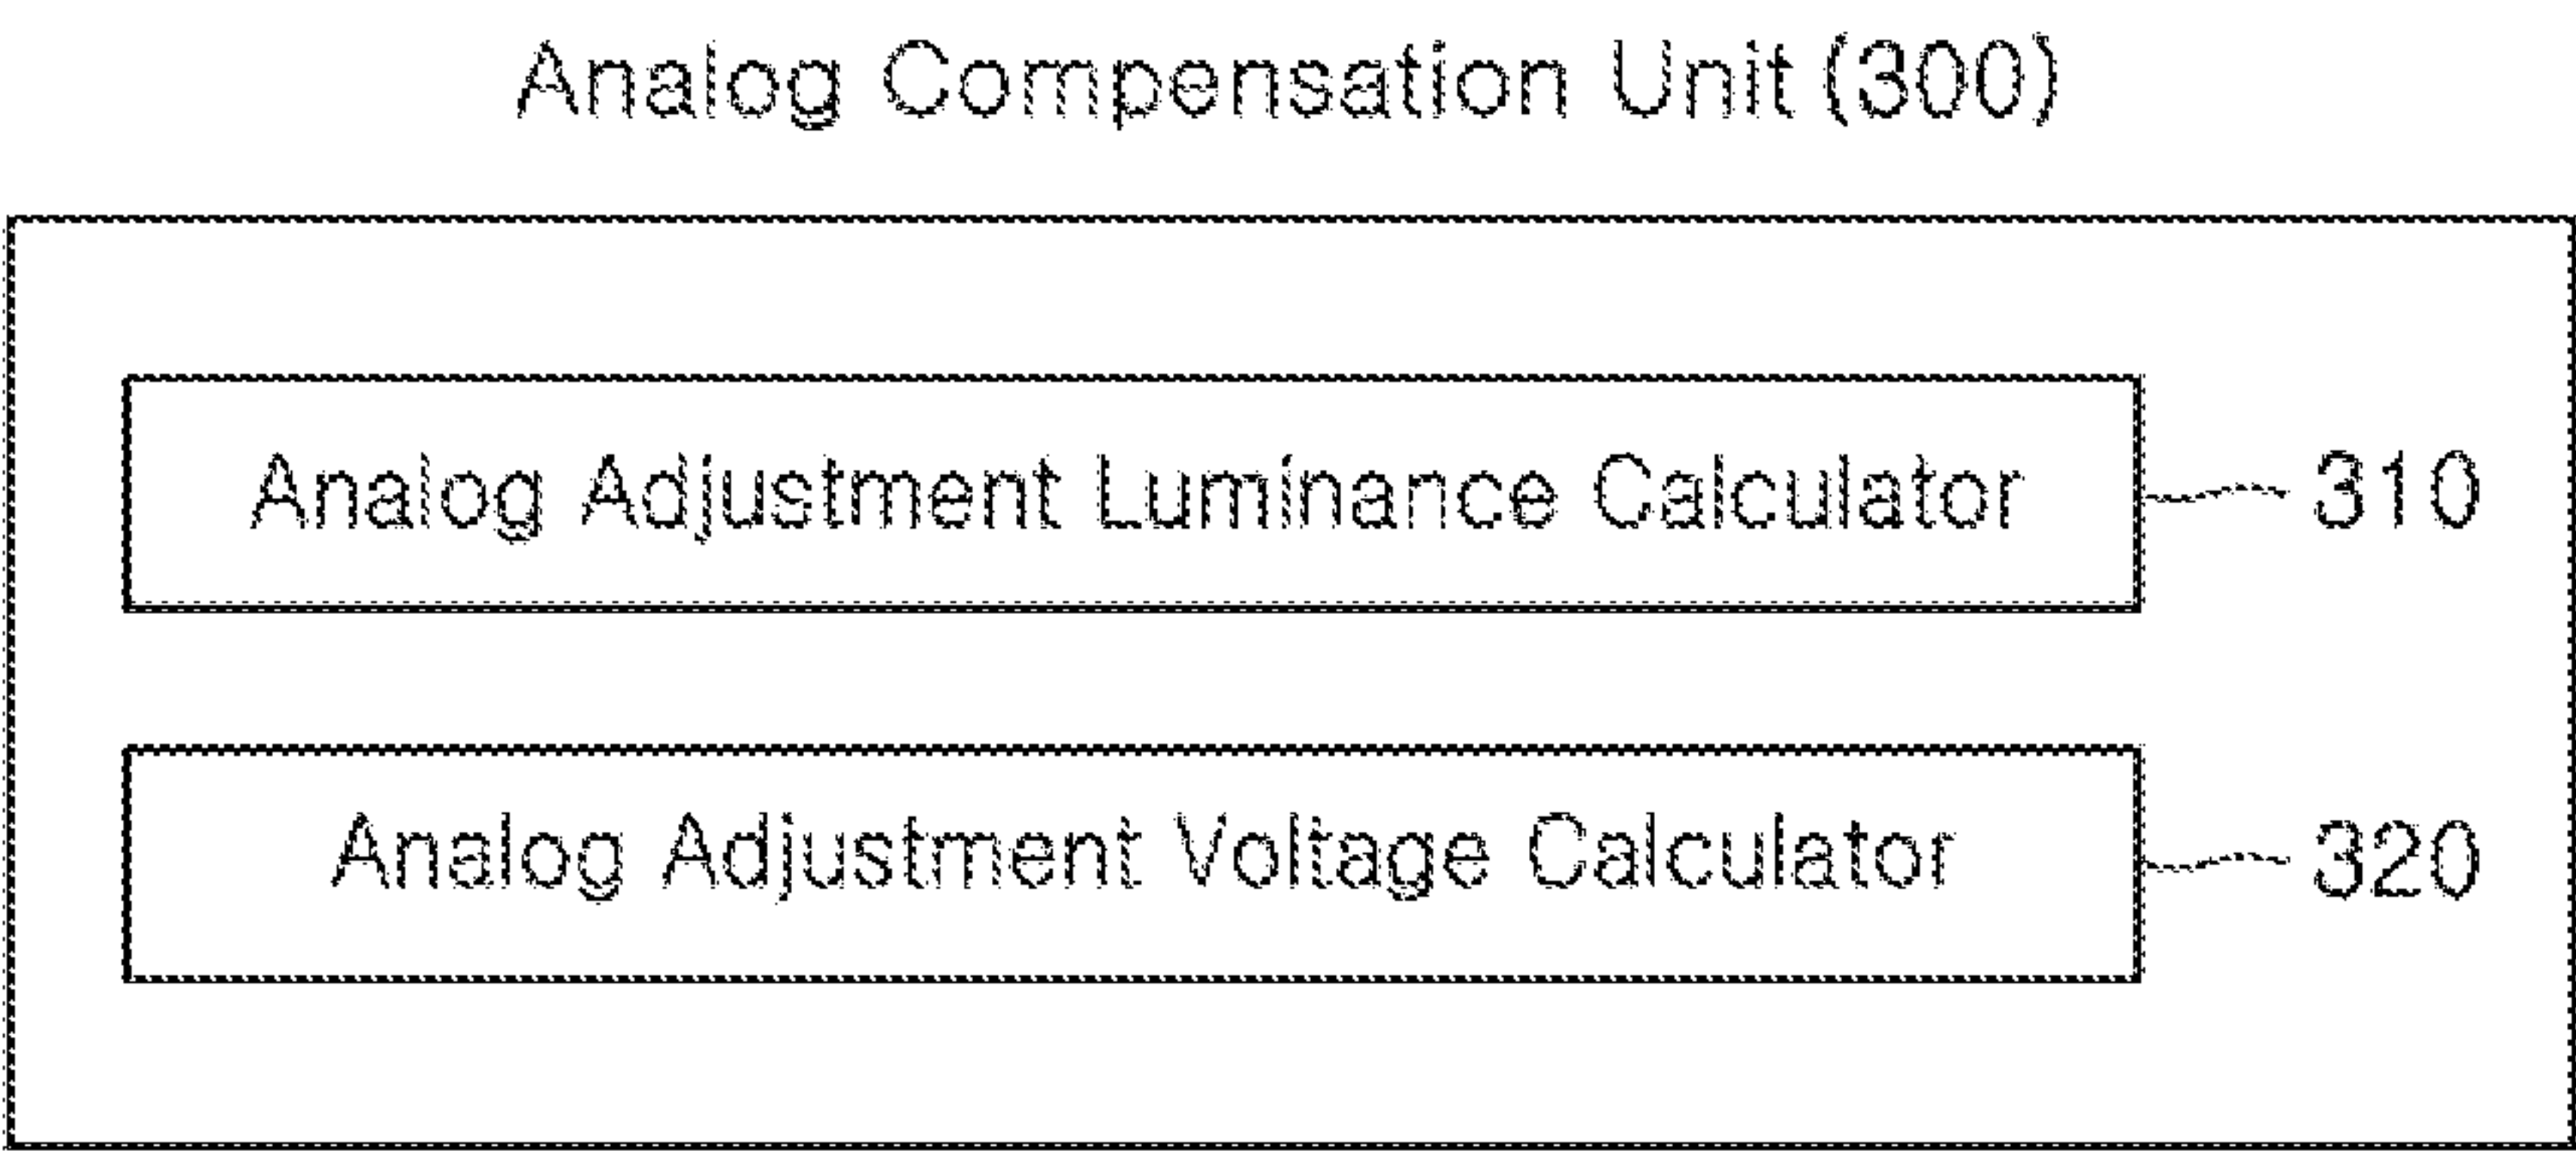 Analog Compensation Unit (300)
Analog Adjustment Luminance Calculator 310
Analog Adjustment Voltage Calculator 320